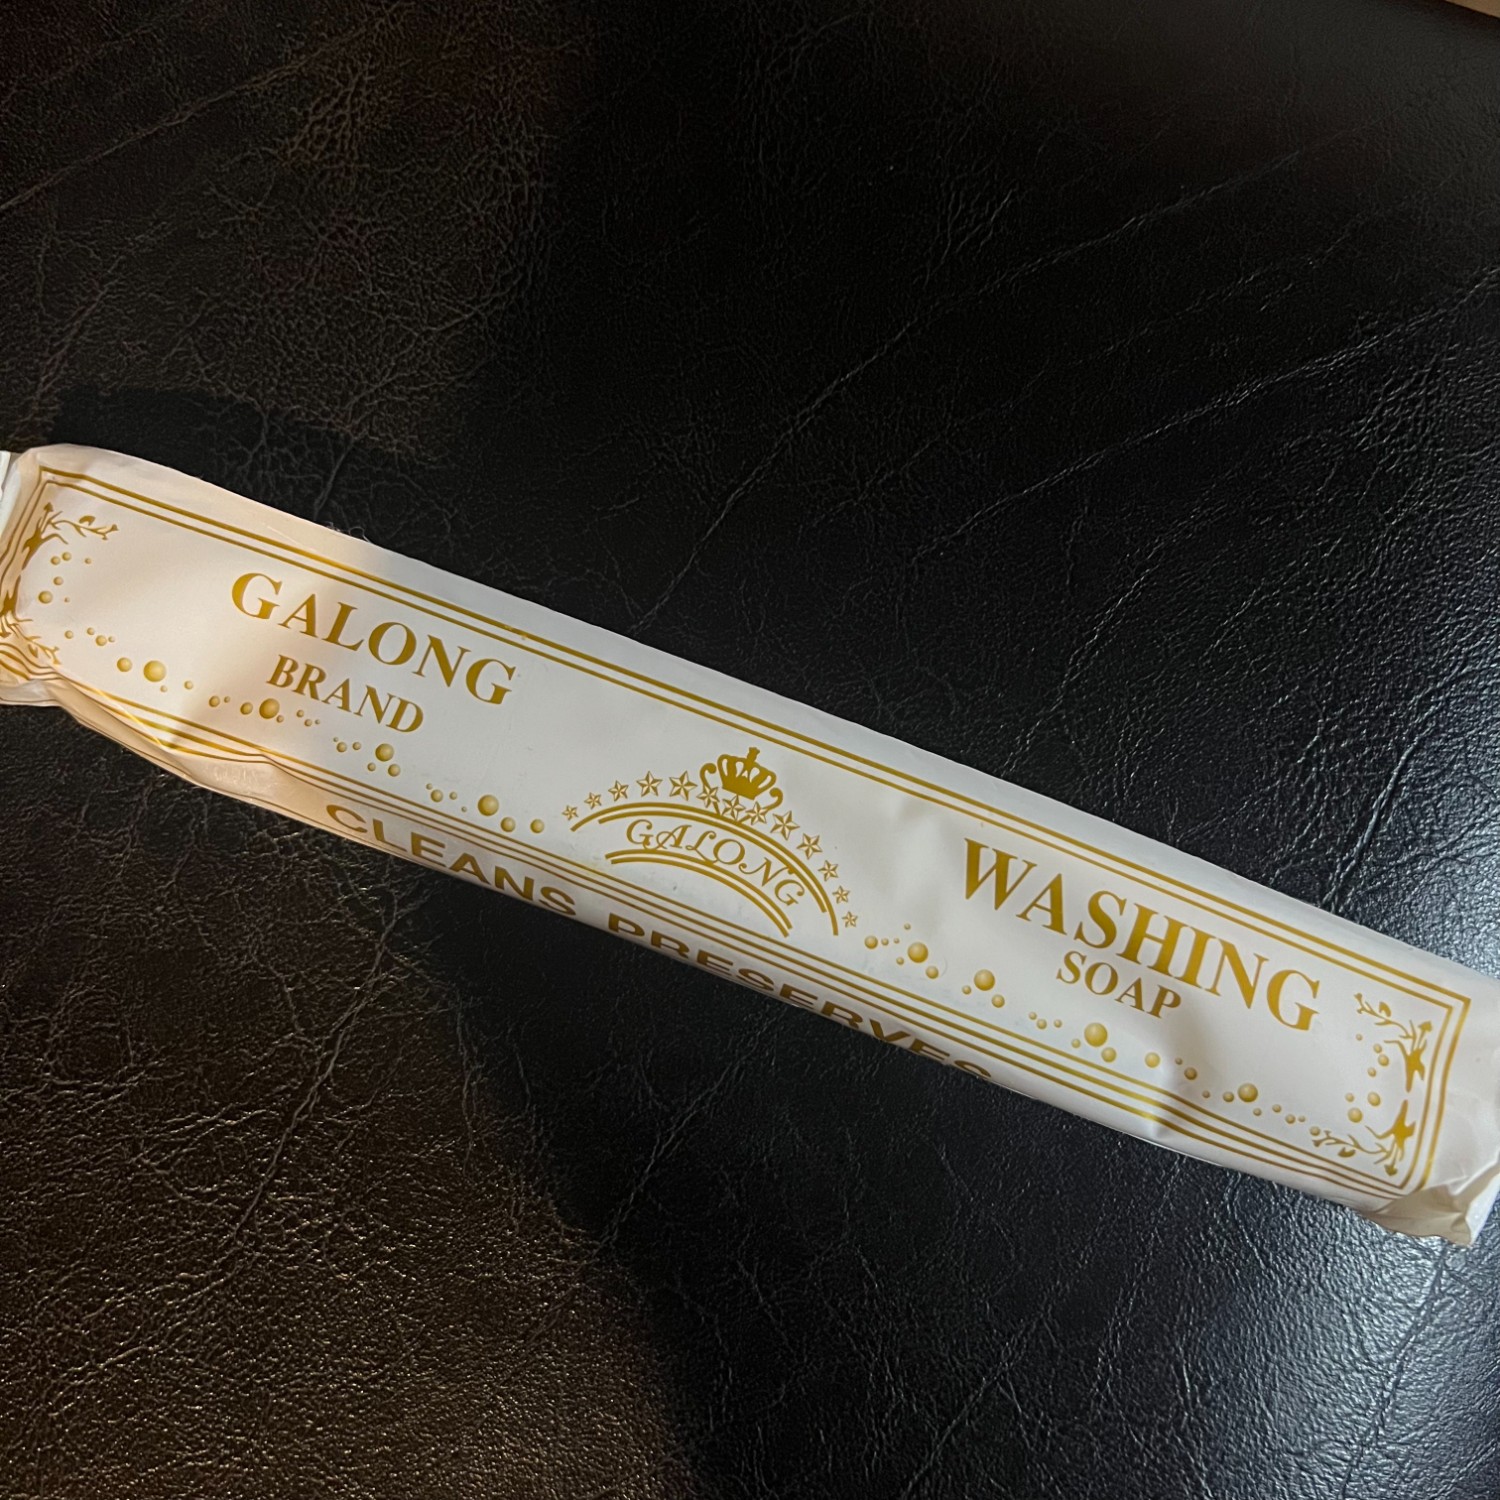 GALONG
BRAND
GALONG
WASHING
SOAP
CLEANS PRESERVES